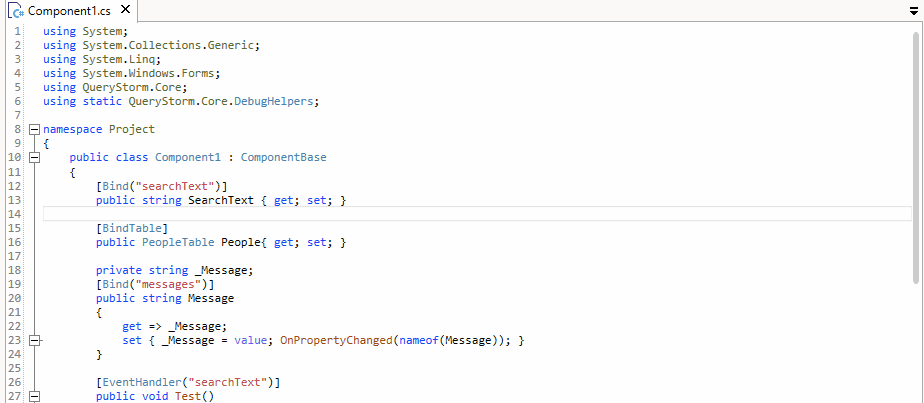 Component1.cs
1 using System;
2 using System.Collections.Generic;
3 using System.Linq;
4 using System.Windows.Forms;
5 using QueryStorm.Core;
6 using static QueryStorm.Core.DebugHelpers;
7
8 namespace Project
9 {
10     public class Component1 : ComponentBase
11     {
12         [Bind("searchText")]
13         public string SearchText { get; set; }
14
15         [BindTable]
16         public PeopleTable People{ get; set; }
17
18         private string _Message;
19         [Bind("messages")]
20         public string Message
21         {
22             get => _Message;
23             set { _Message = value; OnPropertyChanged(nameof(Message)); }
24         }
25
26         [EventHandler("searchText")]
27         public void Test()